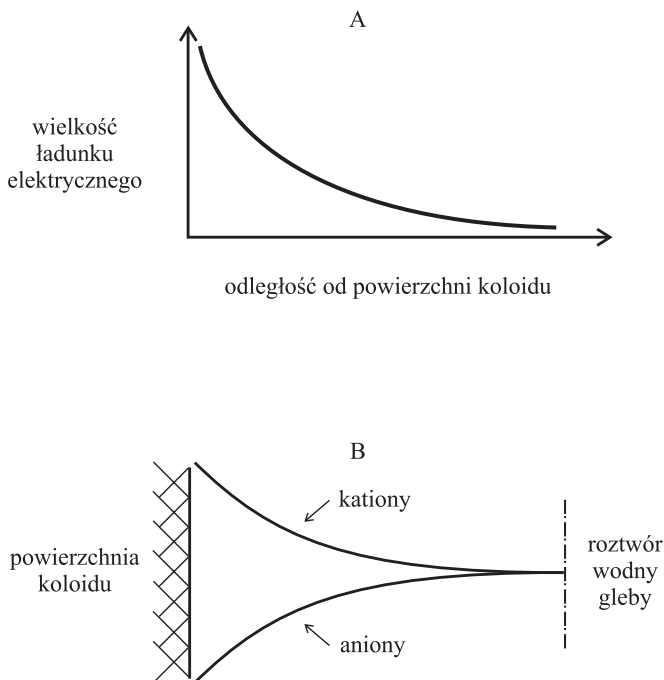 A
wielkość
ładunku
elektrycznego
odległość od powierzchni koloidu
B
kationy
powierzchnia
koloidu
roztwór
wodny
gleby
aniony